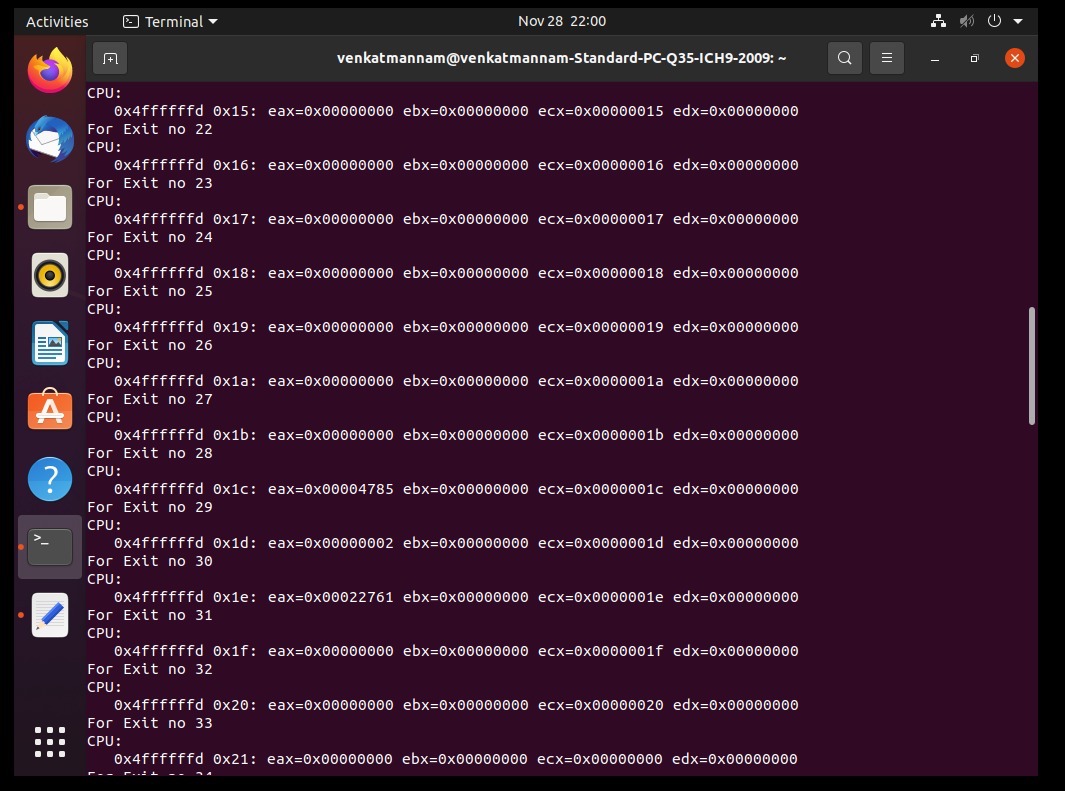 Activities
Terminal
Nov 28 22:00
venkatmannam@venkatmannam-Standard-PC-Q35-ICH9-2009: ~
CPU:
0x4ffffffd 0x15: eax=0x00000000 ebx=0x00000000 ecx=0x00000015 edx=0x00000000
For Exit no 22
CPU:
0x4ffffffd 0x16: eax=0x00000000 ebx=0x00000000 ecx=0x00000016 edx=0x00000000
For Exit no 23
CPU:
0x4ffffffd 0x17: eax=0x00000000 ebx=0x00000000 ecx=0x00000017 edx=0x00000000
For Exit no 24
CPU:
0x4ffffffd 0x18: eax=0x00000000 ebx=0x00000000 ecx=0x00000018 edx=0x00000000
For Exit no 25
CPU:
0x4ffffffd 0x19: eax=0x00000000 ebx=0x00000000 ecx=0x00000019 edx=0x00000000
For Exit no 26
CPU:
0x4ffffffd 0x1a: eax=0x00000000 ebx=0x00000000 ecx=0x0000001a edx=0x00000000
For Exit no 27
CPU:
0x4ffffffd 0x1b: eax=0x00000000 ebx=0x00000000 ecx=0x0000001b edx=0x00000000
For Exit no 28
CPU:
0x4ffffffd 0x1c: eax=0x00004785 ebx=0x00000000 ecx=0x0000001c edx=0x00000000
For Exit no 29
CPU:
0x4ffffffd 0x1d: eax=0x00000002 ebx=0x00000000 ecx=0x0000001d edx=0x00000000
For Exit no 30
CPU:
0x4ffffffd 0x1e: eax=0x00022761 ebx=0x00000000 ecx=0x0000001e edx=0x00000000
For Exit no 31
CPU:
0x4ffffffd 0x1f: eax=0x00000000 ebx=0x00000000 ecx=0x0000001f edx=0x00000000
For Exit no 32
CPU:
0x4ffffffd 0x20: eax=0x00000000 ebx=0x00000000 ecx=0x00000020 edx=0x00000000
For Exit no 33
CPU:
0x4ffffffd 0x21: eax=0x00000000 ebx=0x00000000 ecx=0x00000000 edx=0x00000000
For Exit no 34